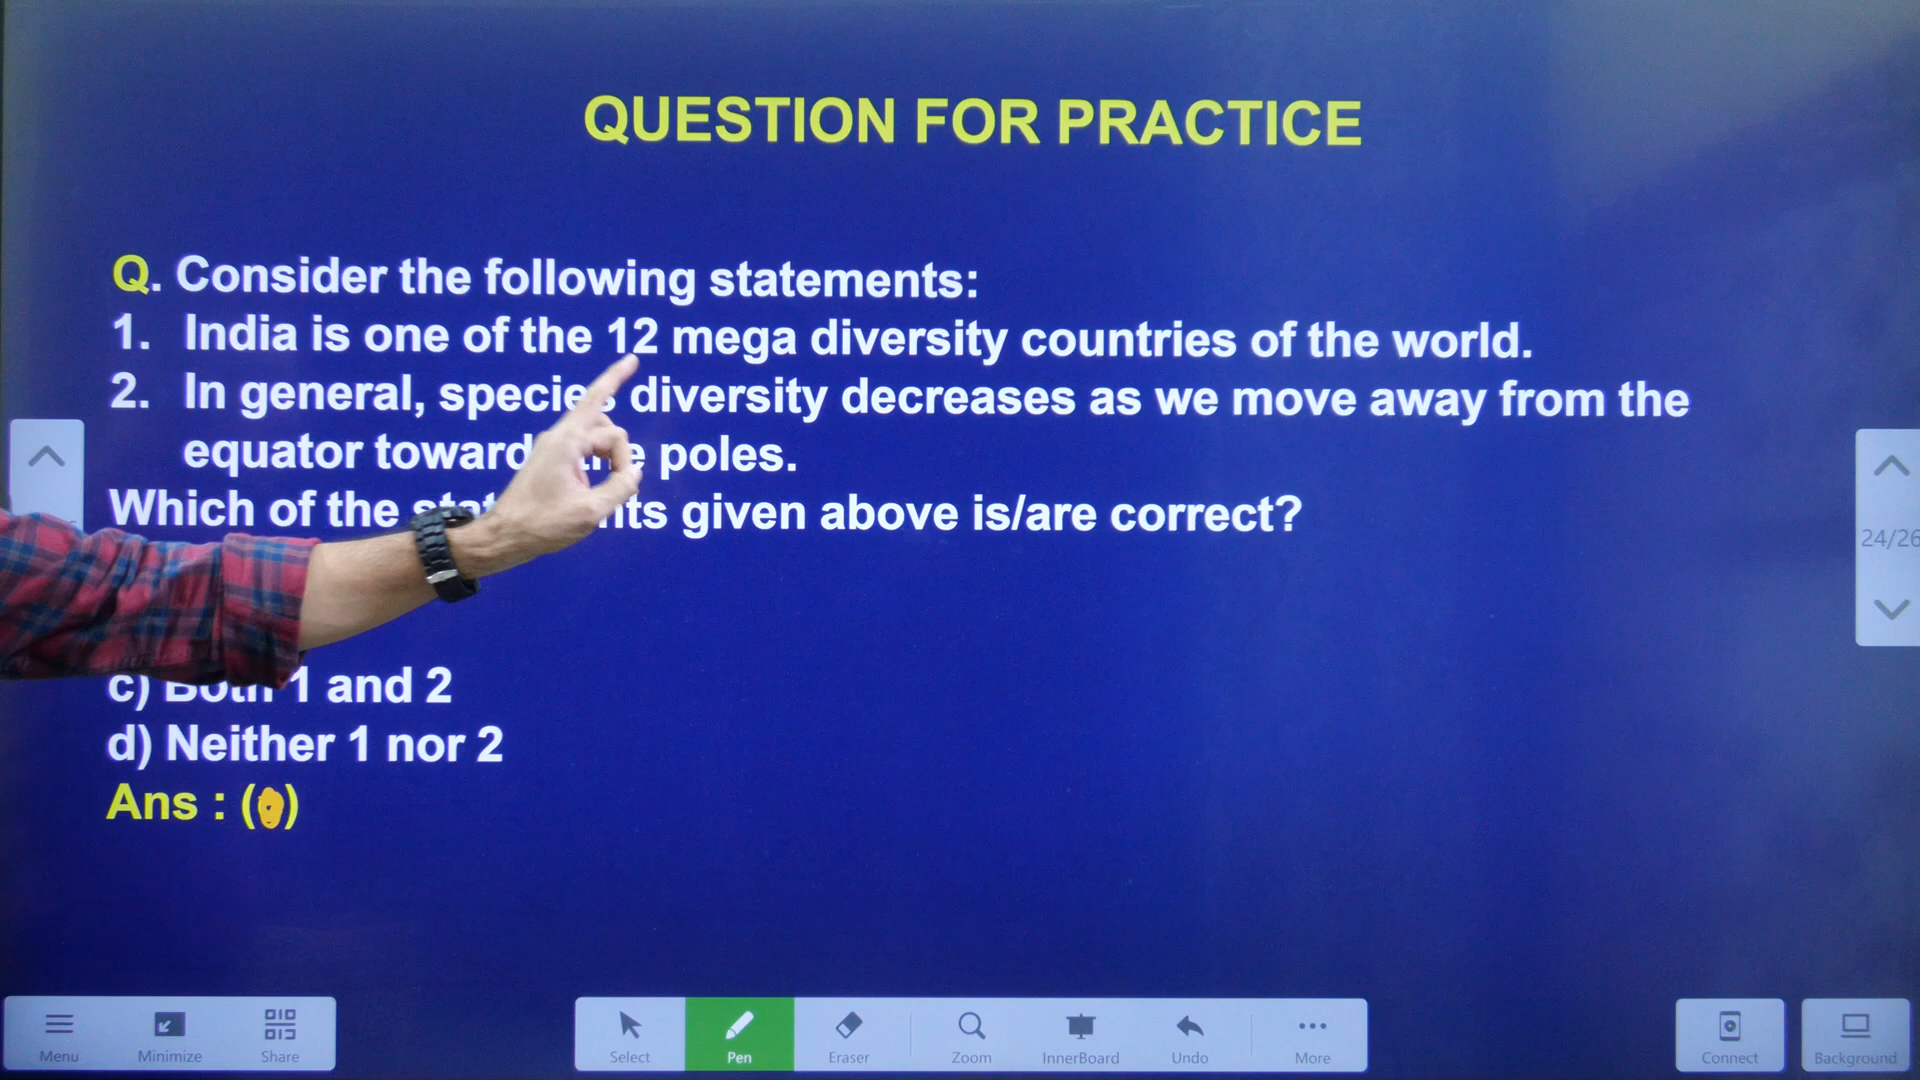 QUESTION FOR PRACTICE
Q. Consider the following statements:
1. India is one of the 12 mega diversity countries of the world.
2. In general, species diversity decreases as we move away from the
equator toward the poles.
Which of the given above is/are correct?
c) Both 1 and 2
d) Neither 1 nor 2
Ans : ( )
24/26
Menu Minimize Share Select Pen Eraser Zoom InnerBoard Undo More Connect Background